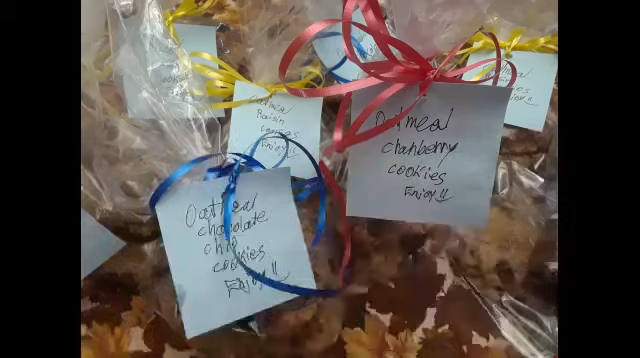 Oatmeal
Raisin
cookies
Enjoy!!
Oatmeal
cranberry
cookies
Enjoy!!
Oatmeal
chocolate
chip
cookies
Enjoy!!